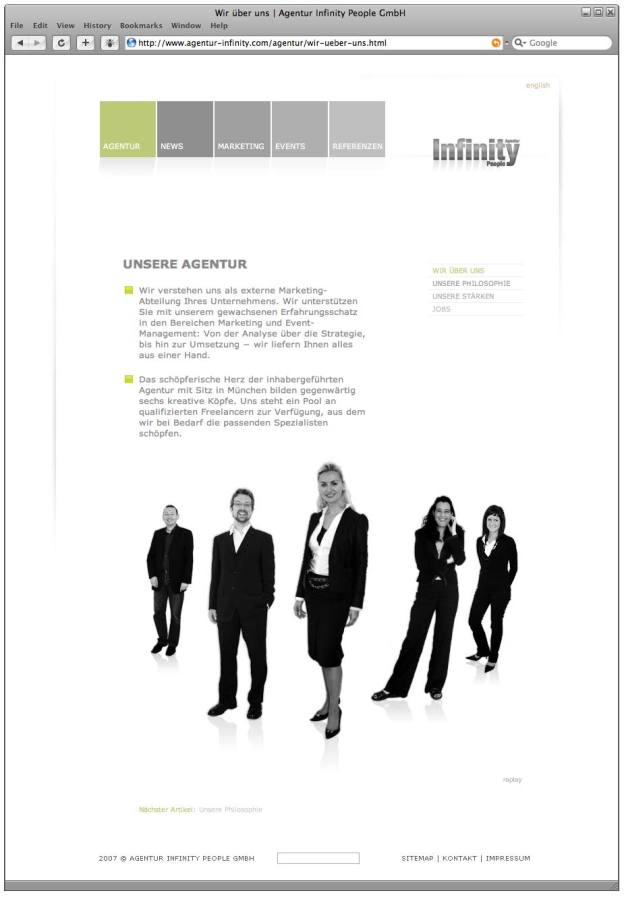 Wir über uns | Agentur Infinity People GmbH
File Edit View History Bookmarks Window Help
http://www.agentur-infinity.com/agentur/wir-ueber-uns.html
Google
english
AGENTUR NEWS MARKETING EVENTS REFERENZEN
Agentur
Infinity
People
UNSERE AGENTUR
Wir verstehen uns als externe Marketing-
Abteilung Ihres Unternehmens. Wir unterstützen
Sie mit unserem gewachsenen Erfahrungsschatz
in den Bereichen Marketing und Event-
Management: Von der Analyse über die Strategie,
bis hin zur Umsetzung – wir liefern Ihnen alles
aus einer Hand.
Das schöpferische Herz der inhabergeführten
Agentur mit Sitz in München bilden gegenwärtig
sechs kreative Köpfe. Uns steht ein Pool an
qualifizierten Freelancern zur Verfügung, aus dem
wir bei Bedarf die passenden Spezialisten
schöpfen.
WIR ÜBER UNS
UNSERE PHILOSOPHIE
UNSERE STÄRKEN
JOBS
replay
Nächster Artikel: Unsere Philosophie
2007 © AGENTUR INFINITY PEOPLE GMBH
SITEMAP | KONTAKT | IMPRESSUM